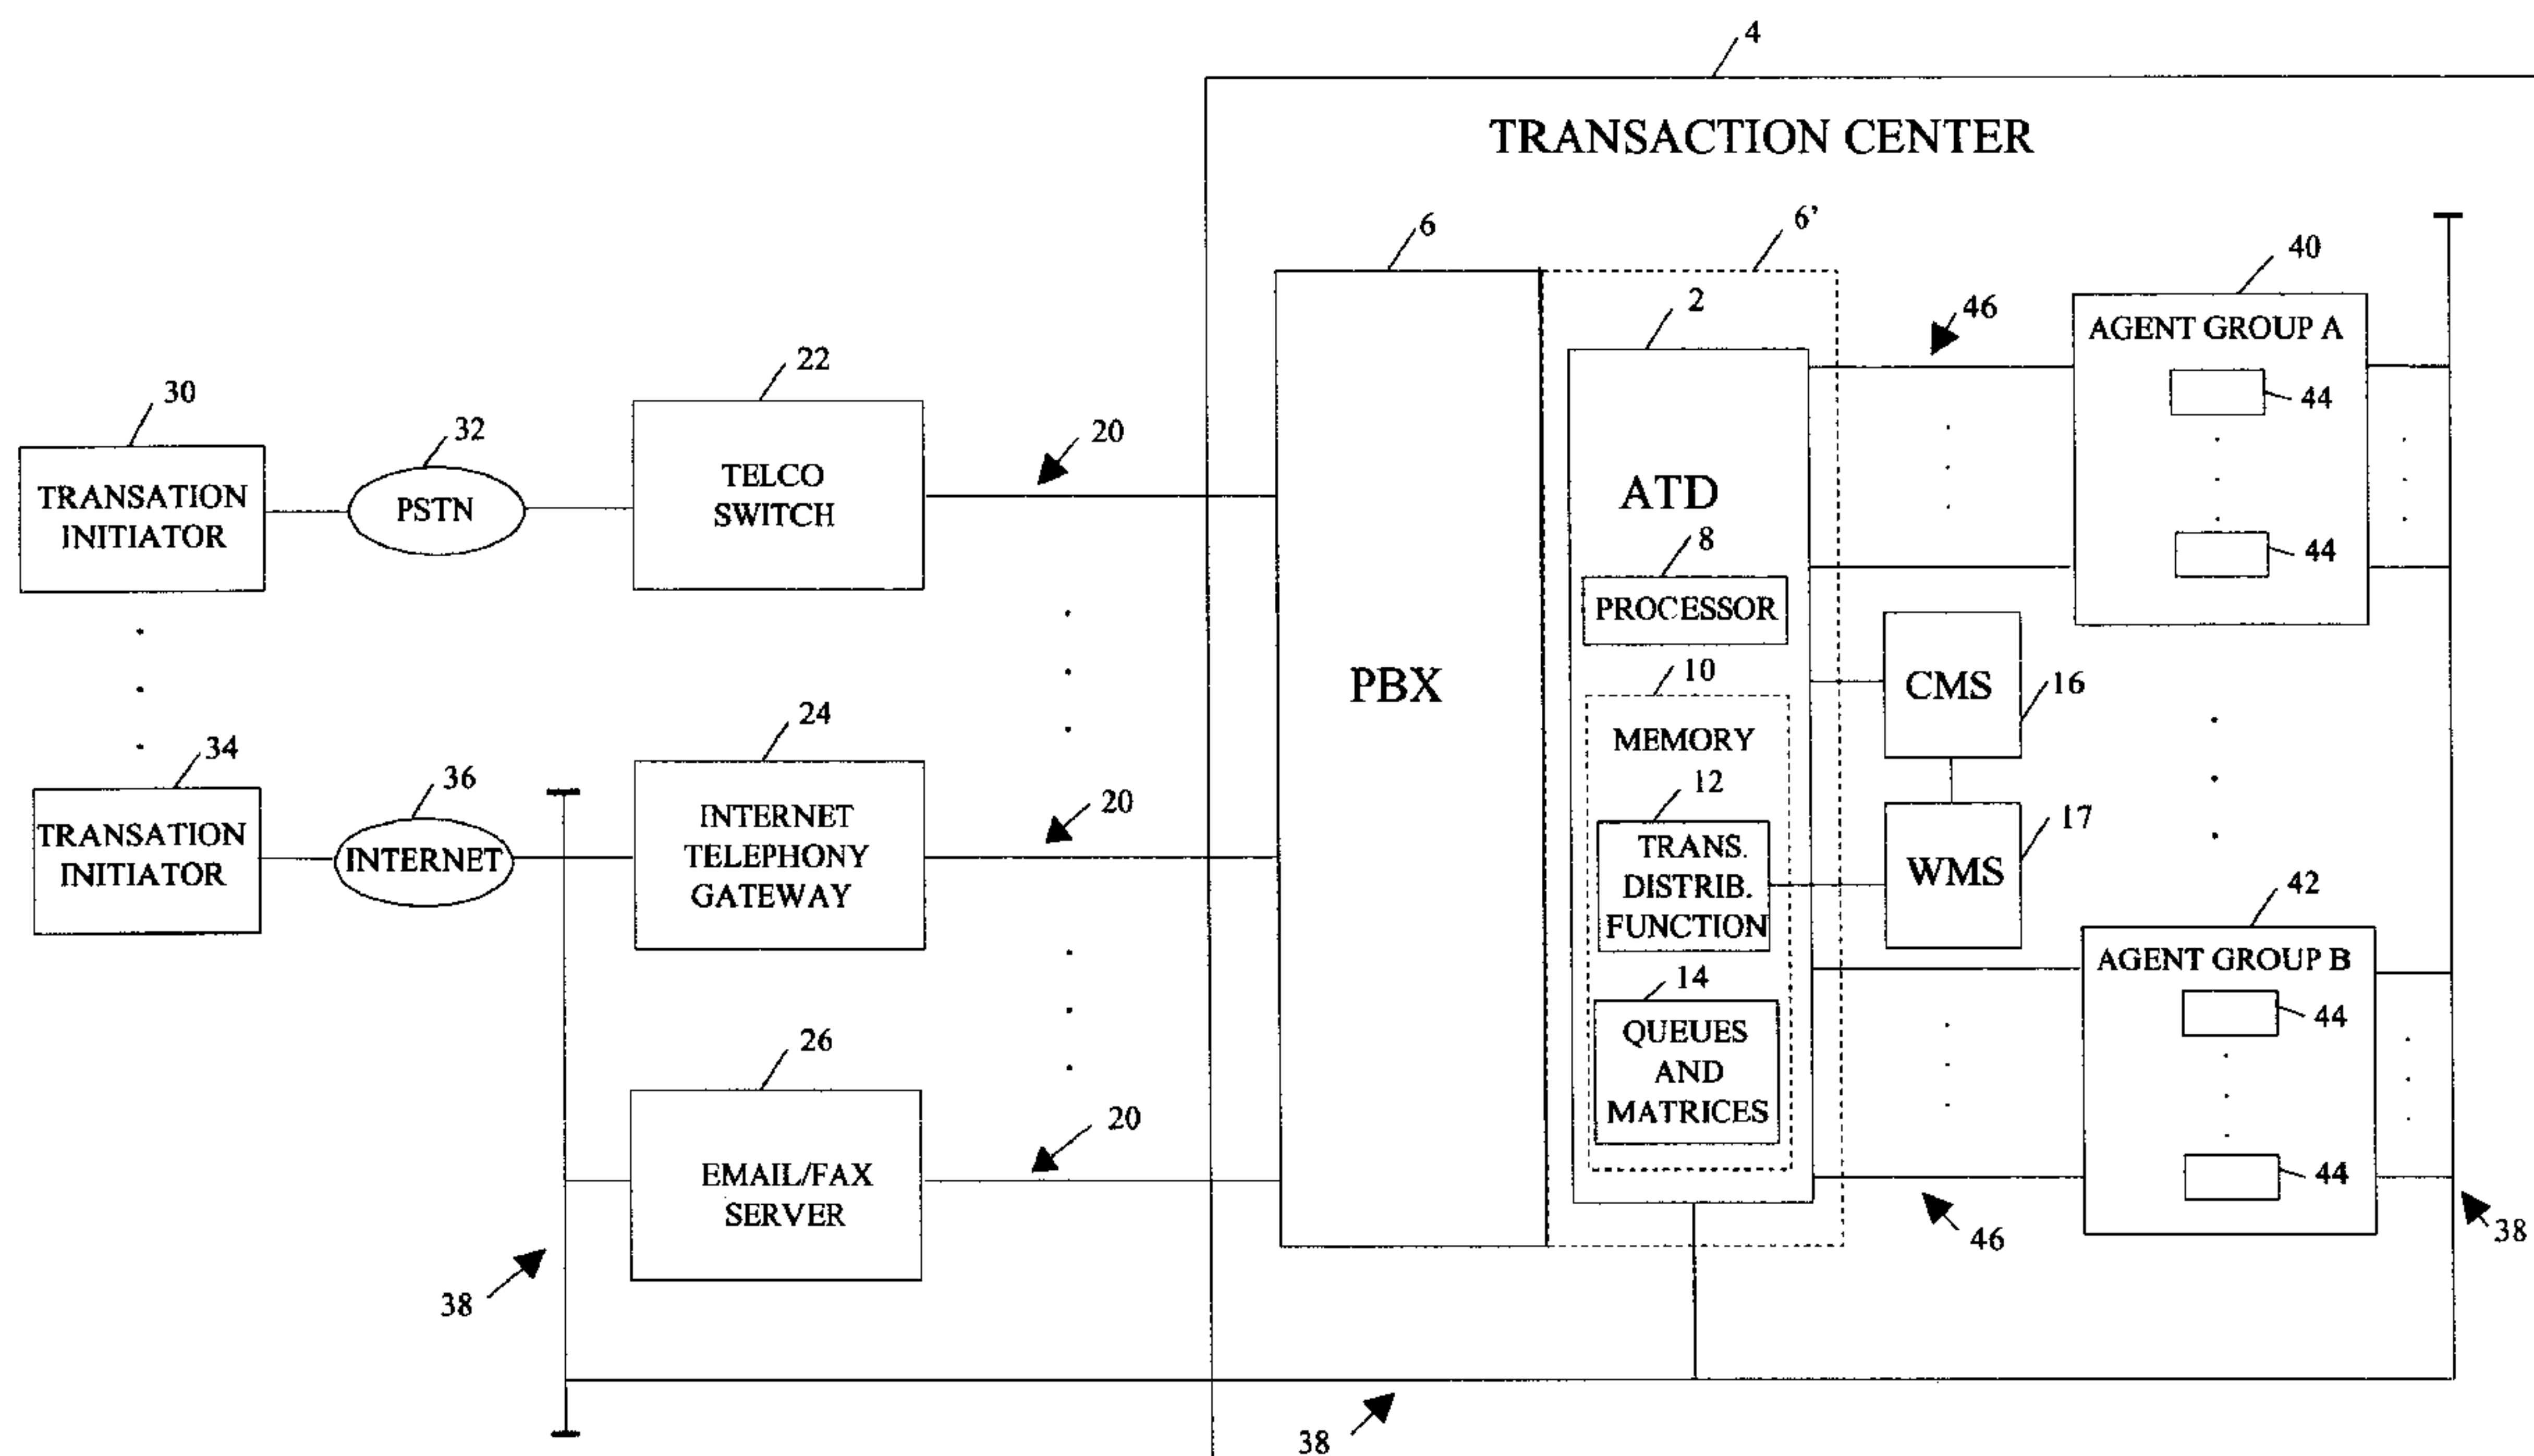 4
TRANSACTION CENTER
6
6'
40
2
46
AGENT GROUP A
22
44
30
32
20
TELCO
SWITCH
TRANSATION
INITIATOR
PSTN
ATD
8
44
PROCESSOR
PBX
10
CMS
16
34
24
MEMORY
36
20
12
17
TRANSATION
INITIATOR
INTERNET
INTERNET
TELEPHONY
GATEWAY
TRANS.
DISTRIB.
FUNCTION
WMS
42
AGENT GROUP B
14
44
26
QUEUES
AND
MATRICES
20
EMAIL/FAX
SERVER
44
38
46
38
38